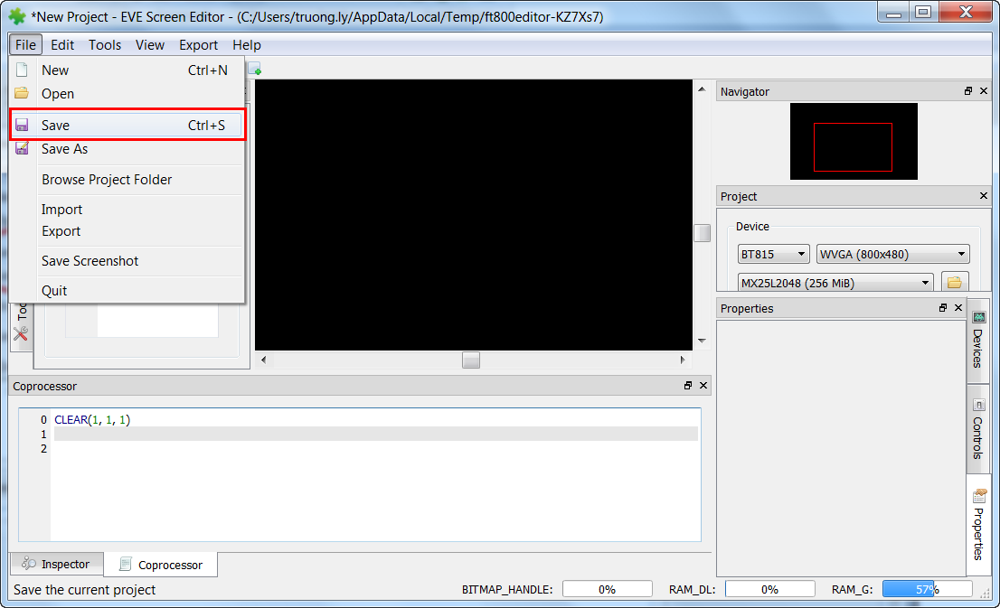 *New Project - EVE Screen Editor - (C:/Users/truong.ly/AppData/Local/Temp/ft800editor-KZ7Xs7)
File Edit Tools View Export Help
New Ctrl+N
Open
Save Ctrl+S
Save As
Browse Project Folder
Import
Export
Save Screenshot
Quit
Navigator
Project
Device
BT815 WVGA (800x480)
MX25L2048 (256 MiB)
Properties
Devices
Controls
Properties
Coprocessor
0 CLEAR(1, 1, 1)
1
2
Inspector Coprocessor
Save the current project BITMAP_HANDLE: 0% RAM_DL: 0% RAM_G: 57%